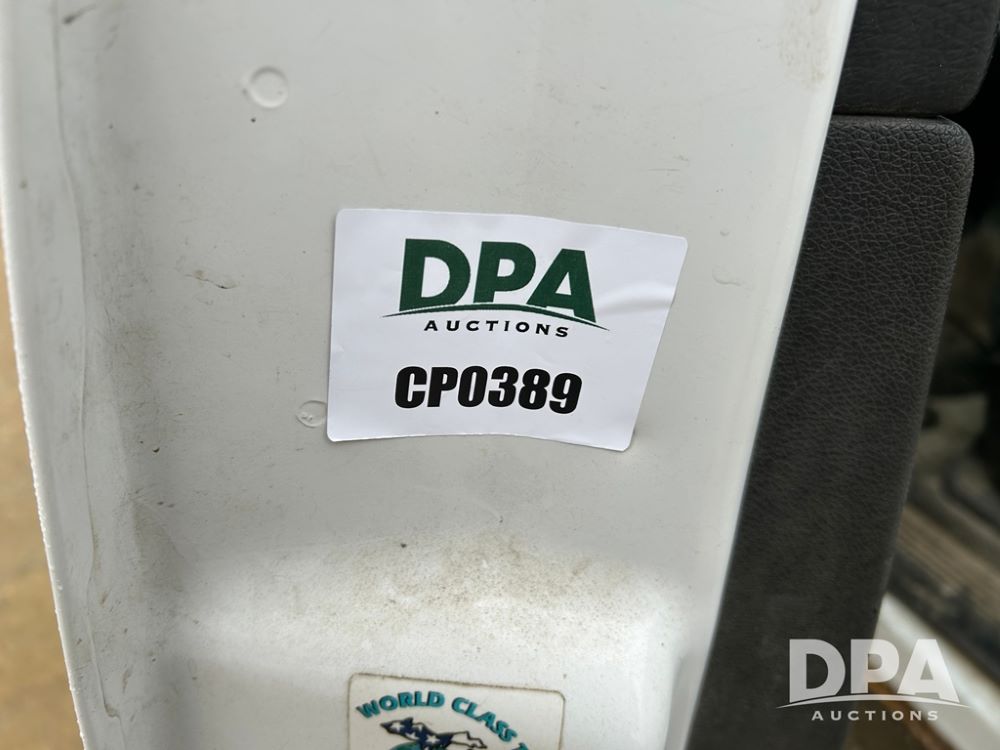 DPA
AUCTIONS
CP0389
WORLD CLASS
DPA
AUCTIONS